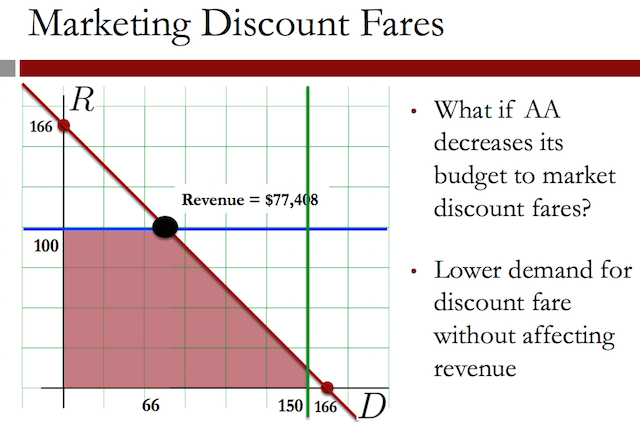 Marketing Discount Fares
R
166
Revenue = $77,408
100
66
150
166
D
• What if AA
decreases its
budget to market
discount fares?
• Lower demand for
discount fare
without affecting
revenue